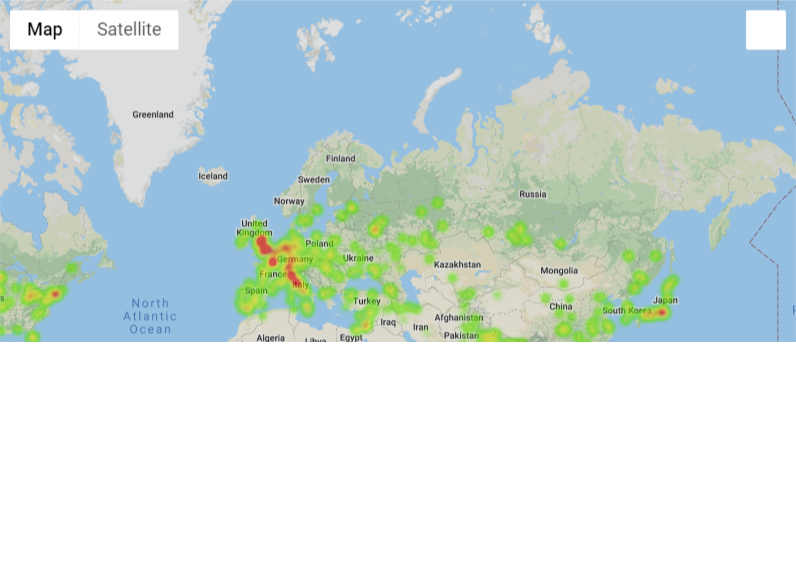 Map
Satellite
Greenland
Iceland
Finland
Sweden
Norway
Russia
United
Kingdom
Poland
Germany
Ukraine
Kazakhstan
Mongolia
France
Italy
Spain
Turkey
North
Atlantic
Ocean
China
Japan
South Korea
Afghanistan
Iraq
Iran
Pakistan
Algeria
Libya
Egypt